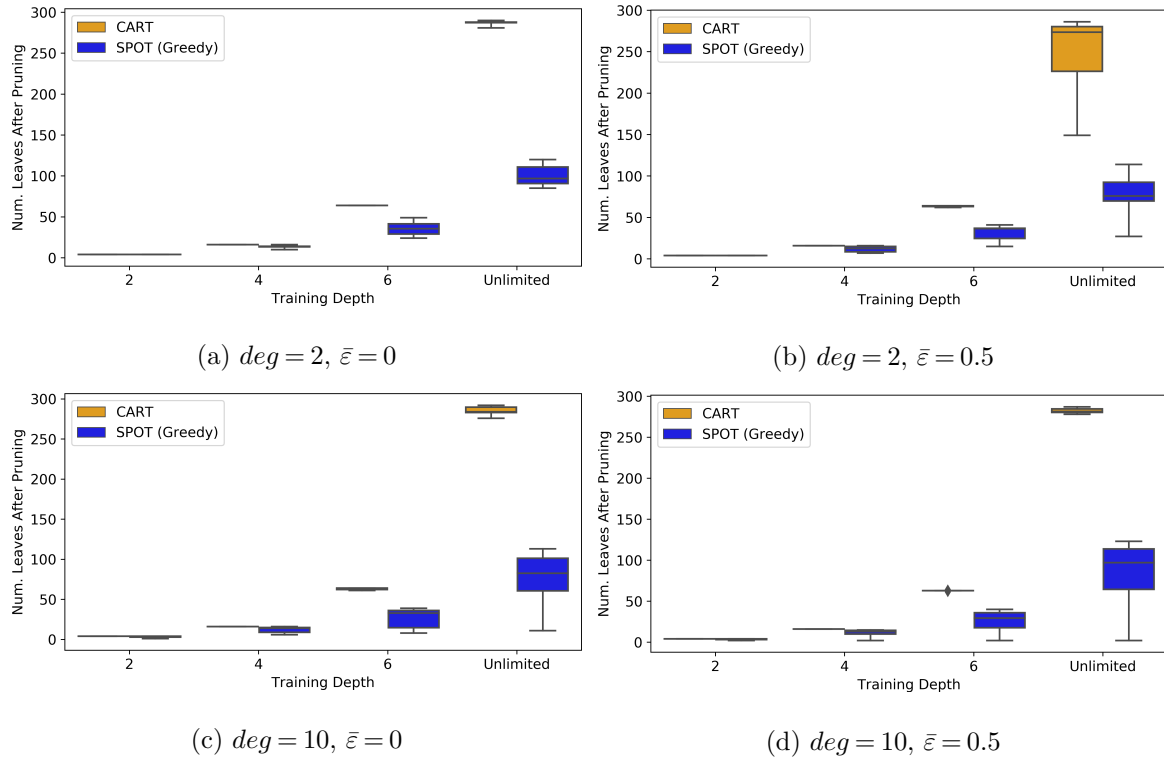 300
250
200
150
100
50
0
Num. Leaves After Pruning
CART
SPOT (Greedy)
2 4 6 Unlimited
Training Depth
(a) deg = 2, ε̄ = 0
300
250
200
150
100
50
0
Num. Leaves After Pruning
CART
SPOT (Greedy)
2 4 6 Unlimited
Training Depth
(b) deg = 2, ε̄ = 0.5
300
250
200
150
100
50
0
Num. Leaves After Pruning
CART
SPOT (Greedy)
2 4 6 Unlimited
Training Depth
(c) deg = 10, ε̄ = 0
300
250
200
150
100
50
0
Num. Leaves After Pruning
CART
SPOT (Greedy)
2 4 6 Unlimited
Training Depth
(d) deg = 10, ε̄ = 0.5